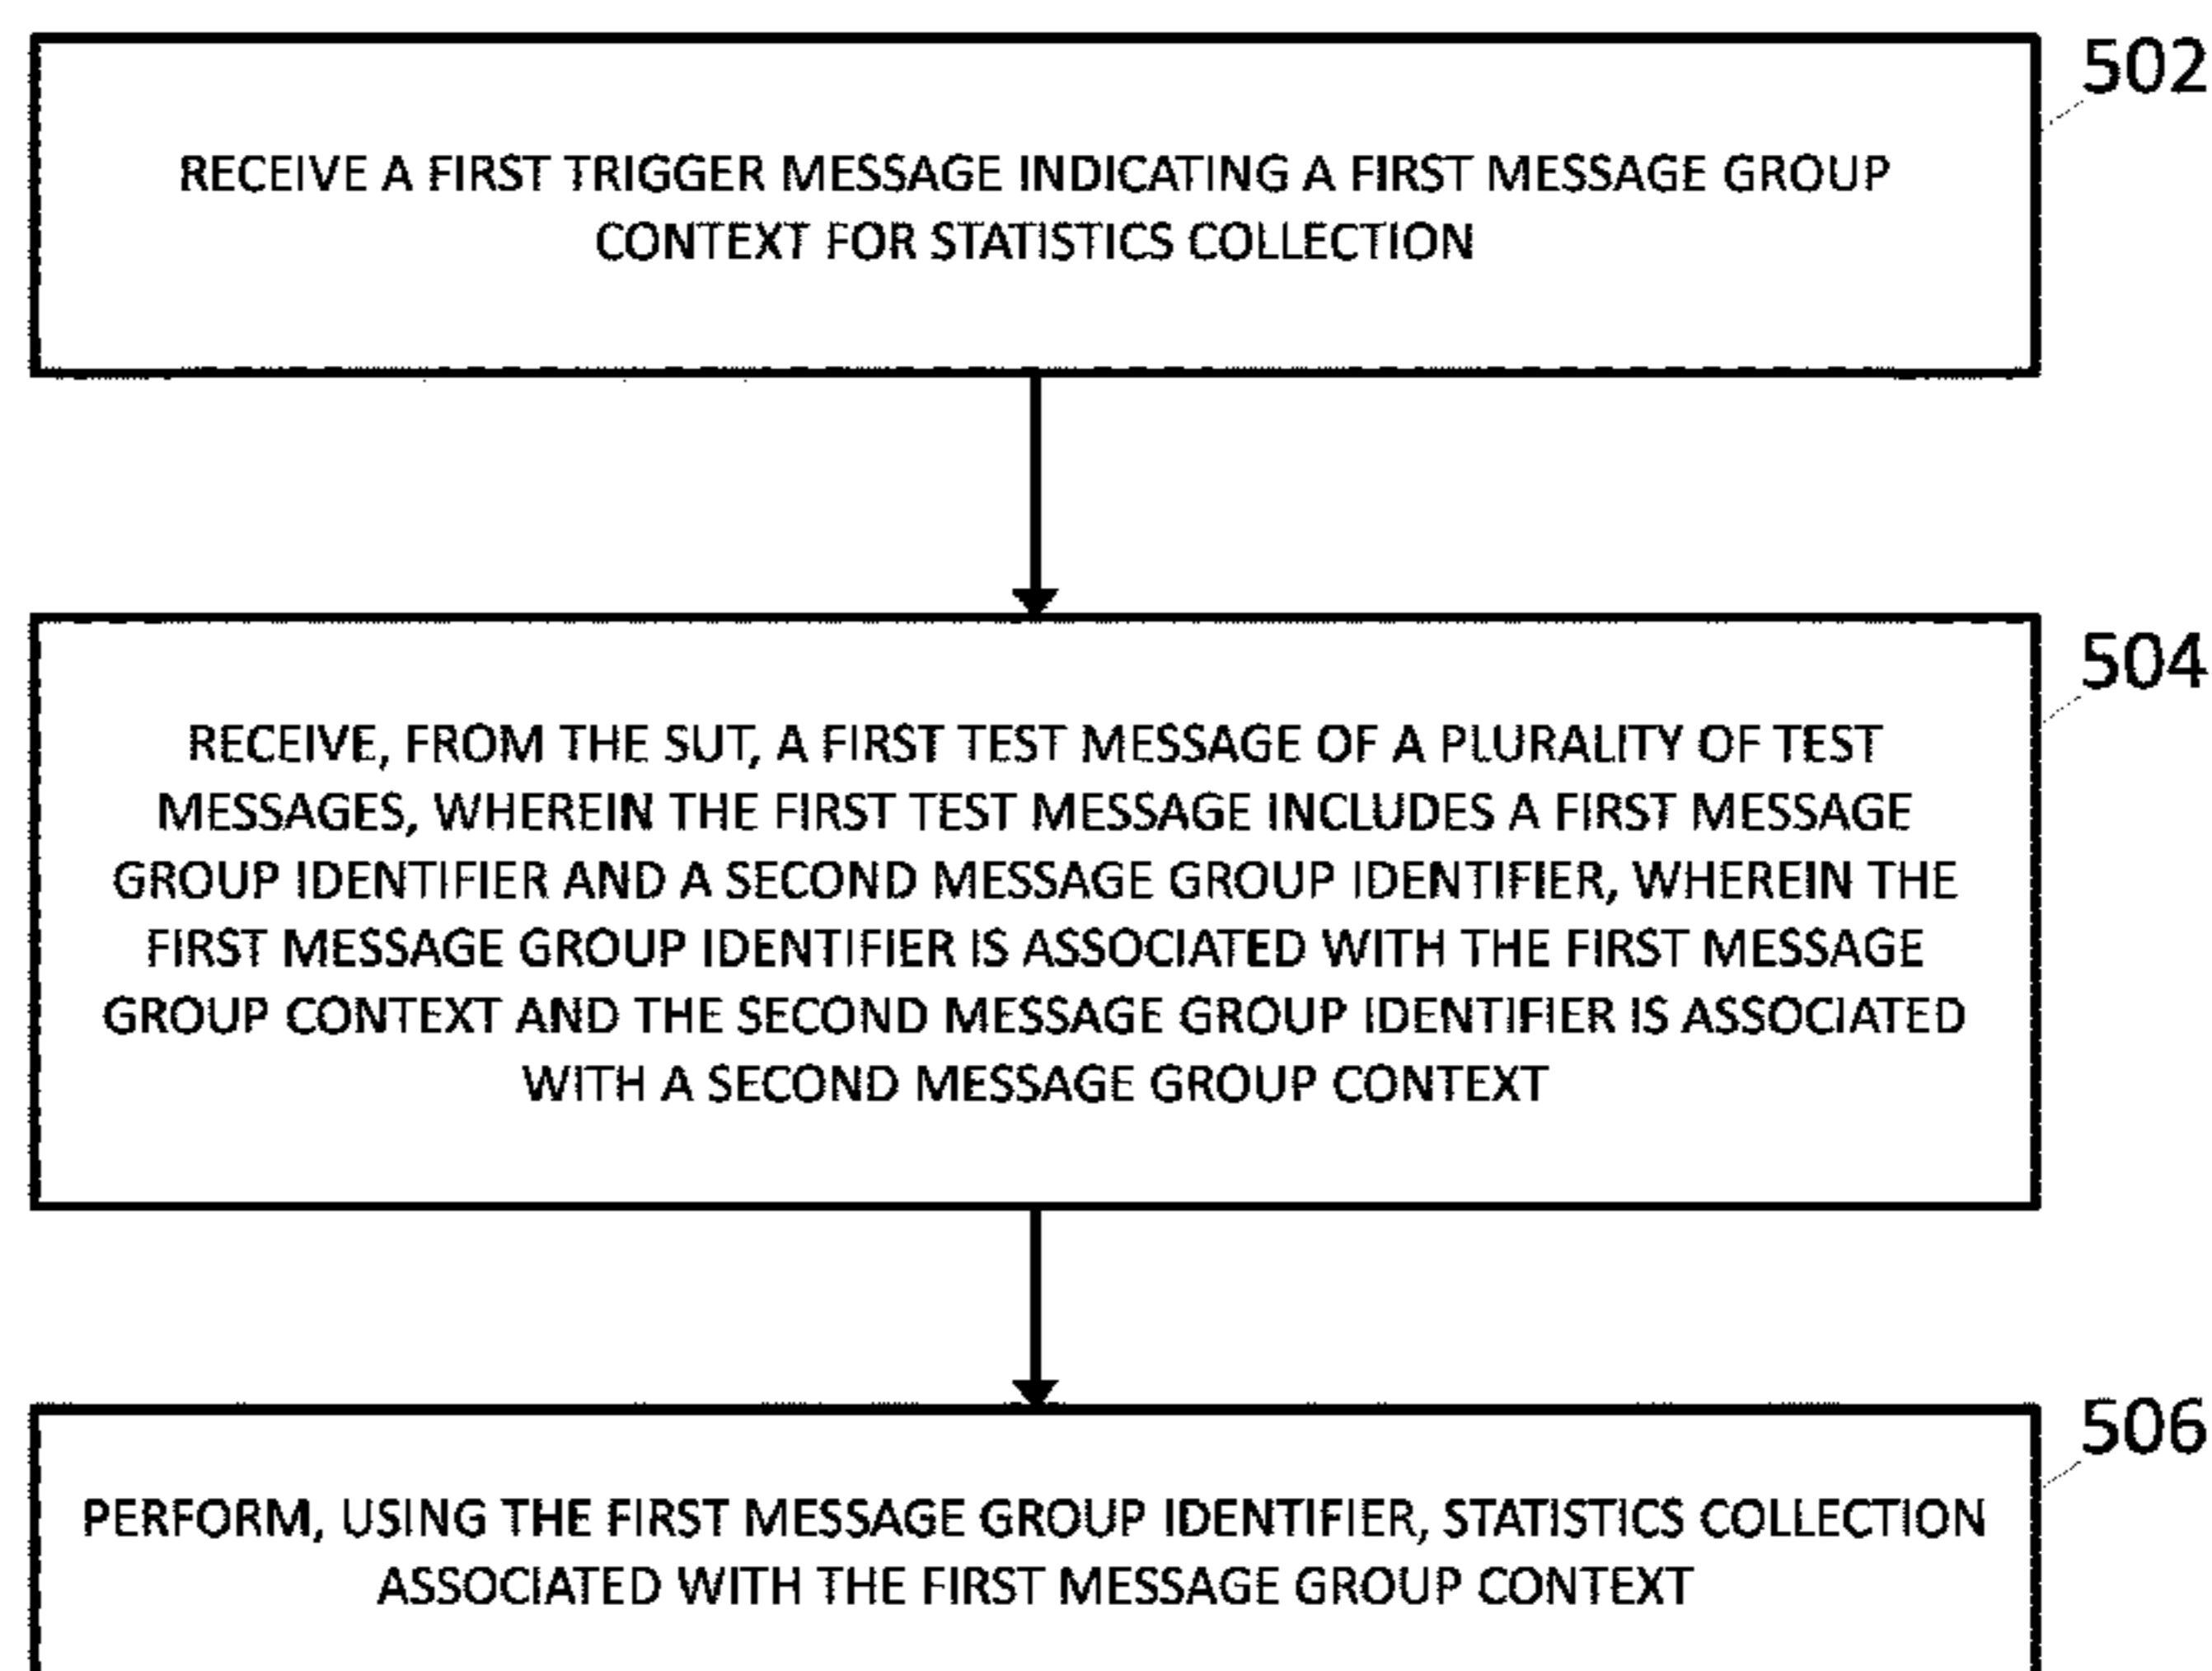 502
RECEIVE A FIRST TRIGGER MESSAGE INDICATING A FIRST MESSAGE GROUP
CONTEXT FOR STATISTICS COLLECTION
504
RECEIVE, FROM THE SUT, A FIRST TEST MESSAGE OF A PLURALITY OF TEST
MESSAGES, WHEREIN THE FIRST TEST MESSAGE INCLUDES A FIRST MESSAGE
GROUP IDENTIFIER AND A SECOND MESSAGE GROUP IDENTIFIER, WHEREIN THE
FIRST MESSAGE GROUP IDENTIFIER IS ASSOCIATED WITH THE FIRST MESSAGE
GROUP CONTEXT AND THE SECOND MESSAGE GROUP IDENTIFIER IS ASSOCIATED
WITH A SECOND MESSAGE GROUP CONTEXT
506
PERFORM, USING THE FIRST MESSAGE GROUP IDENTIFIER, STATISTICS COLLECTION
ASSOCIATED WITH THE FIRST MESSAGE GROUP CONTEXT